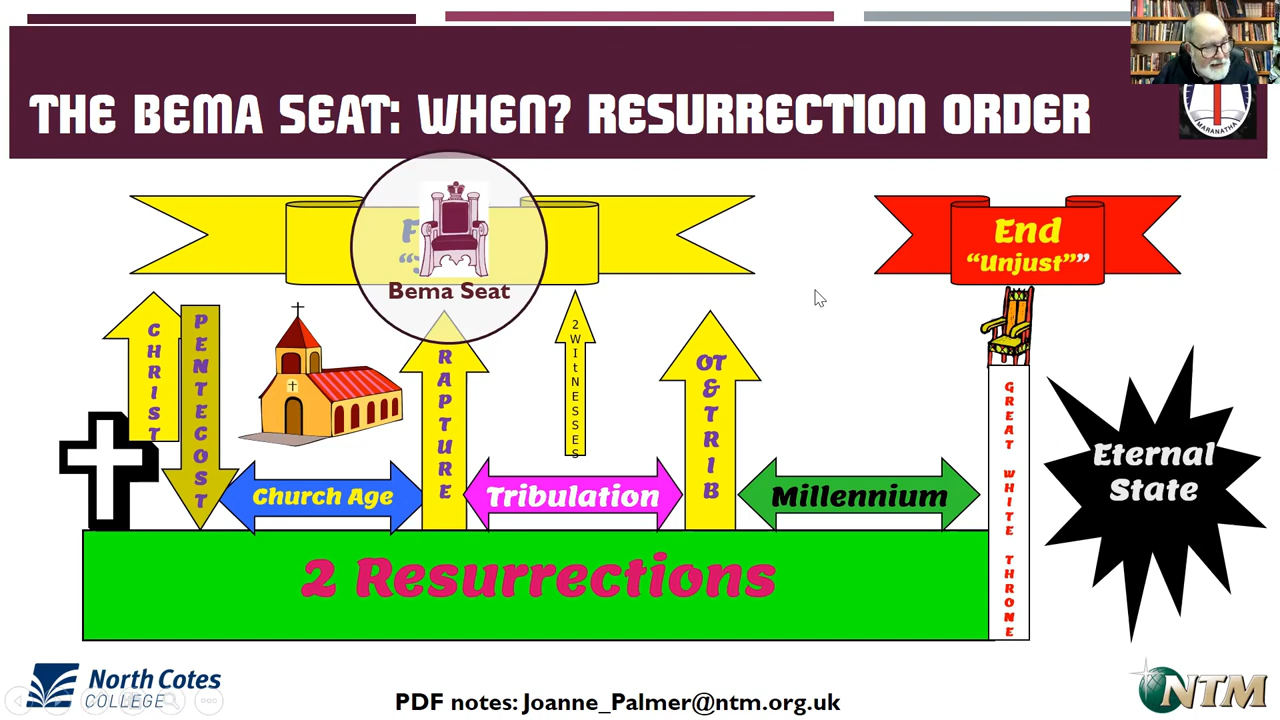 THE BEMA SEAT: WHEN? RESURRECTION ORDER
MARANATHA
Bema Seat
End
“Unjust””
CHRIST
PENTECOST
RAPTURE
2 WItNESSES
OT & TRIB
GREAT WHITE THRONE
Church Age
Tribulation
Millennium
Eternal
State
2 Resurrections
North Cotes
COLLEGE
PDF notes: Joanne_Palmer@ntm.org.uk
NTM